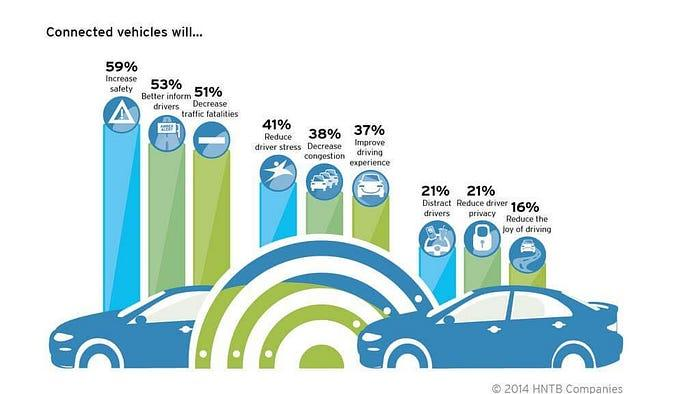 Connected vehicles will...
59%
Increase
safety
53%
Better inform
drivers
51%
Decrease
traffic fatalities
AMBER
ALERT
41%
Reduce
driver stress
38%
Decrease
congestion
37%
Improve
driving
experience
21%
Distract
drivers
21%
Reduce driver
privacy
16%
Reduce the
joy of driving
© 2014 HNTB Companies